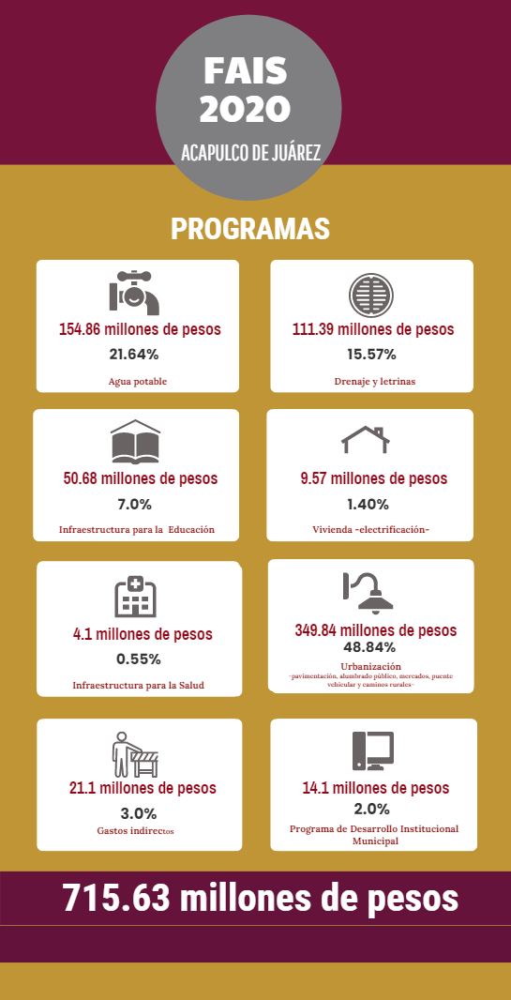 FAIS
2020
ACAPULCO DE JUÁREZ
PROGRAMAS
154.86 millones de pesos
21.64%
Agua potable
111.39 millones de pesos
15.57%
Drenaje y letrinas
50.68 millones de pesos
7.0%
Infraestructura para la Educación
9.57 millones de pesos
1.40%
Vivienda -electrificación-
4.1 millones de pesos
0.55%
Infraestructura para la Salud
349.84 millones de pesos
48.84%
Urbanización
-pavimentación, alumbrado público, mercados, puente
vehicular y caminos rurales-
21.1 millones de pesos
3.0%
Gastos indirectos
14.1 millones de pesos
2.0%
Programa de Desarrollo Institucional
Municipal
715.63 millones de pesos